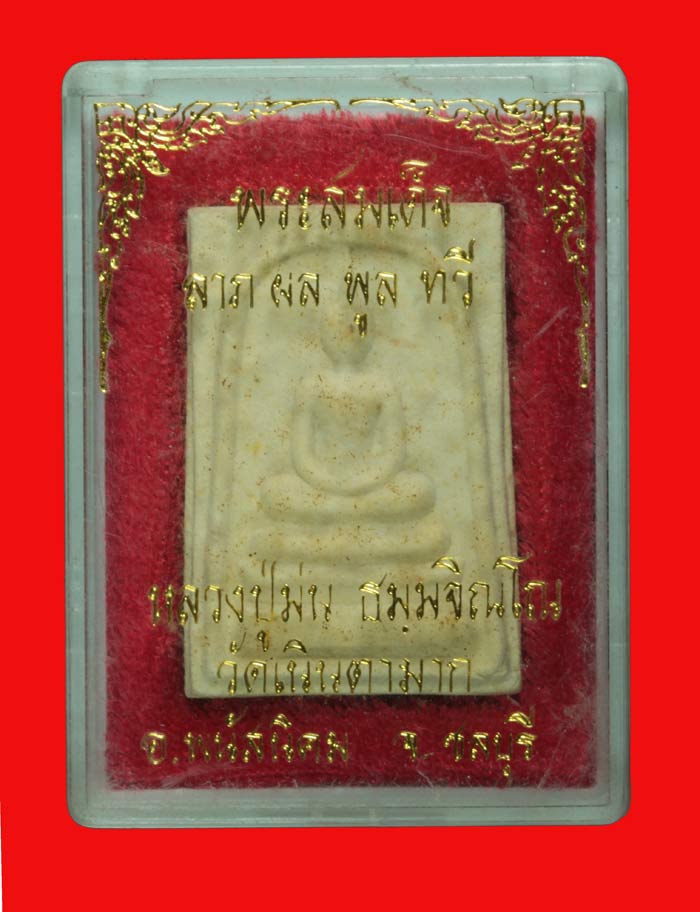 พระสมเด็จ
ลาภ ผล พูล ทวี
หลวงปู่ม่น ธมฺมจิณโณ
วัดเนินตามาก
อ.พนัสนิคม จ.ชลบุรี